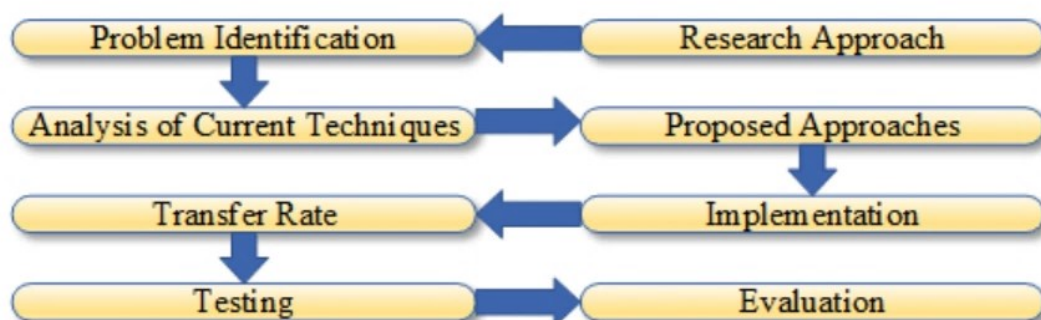 Problem Identification
Research Approach
Analysis of Current Techniques
Proposed Approaches
Transfer Rate
Implementation
Testing
Evaluation